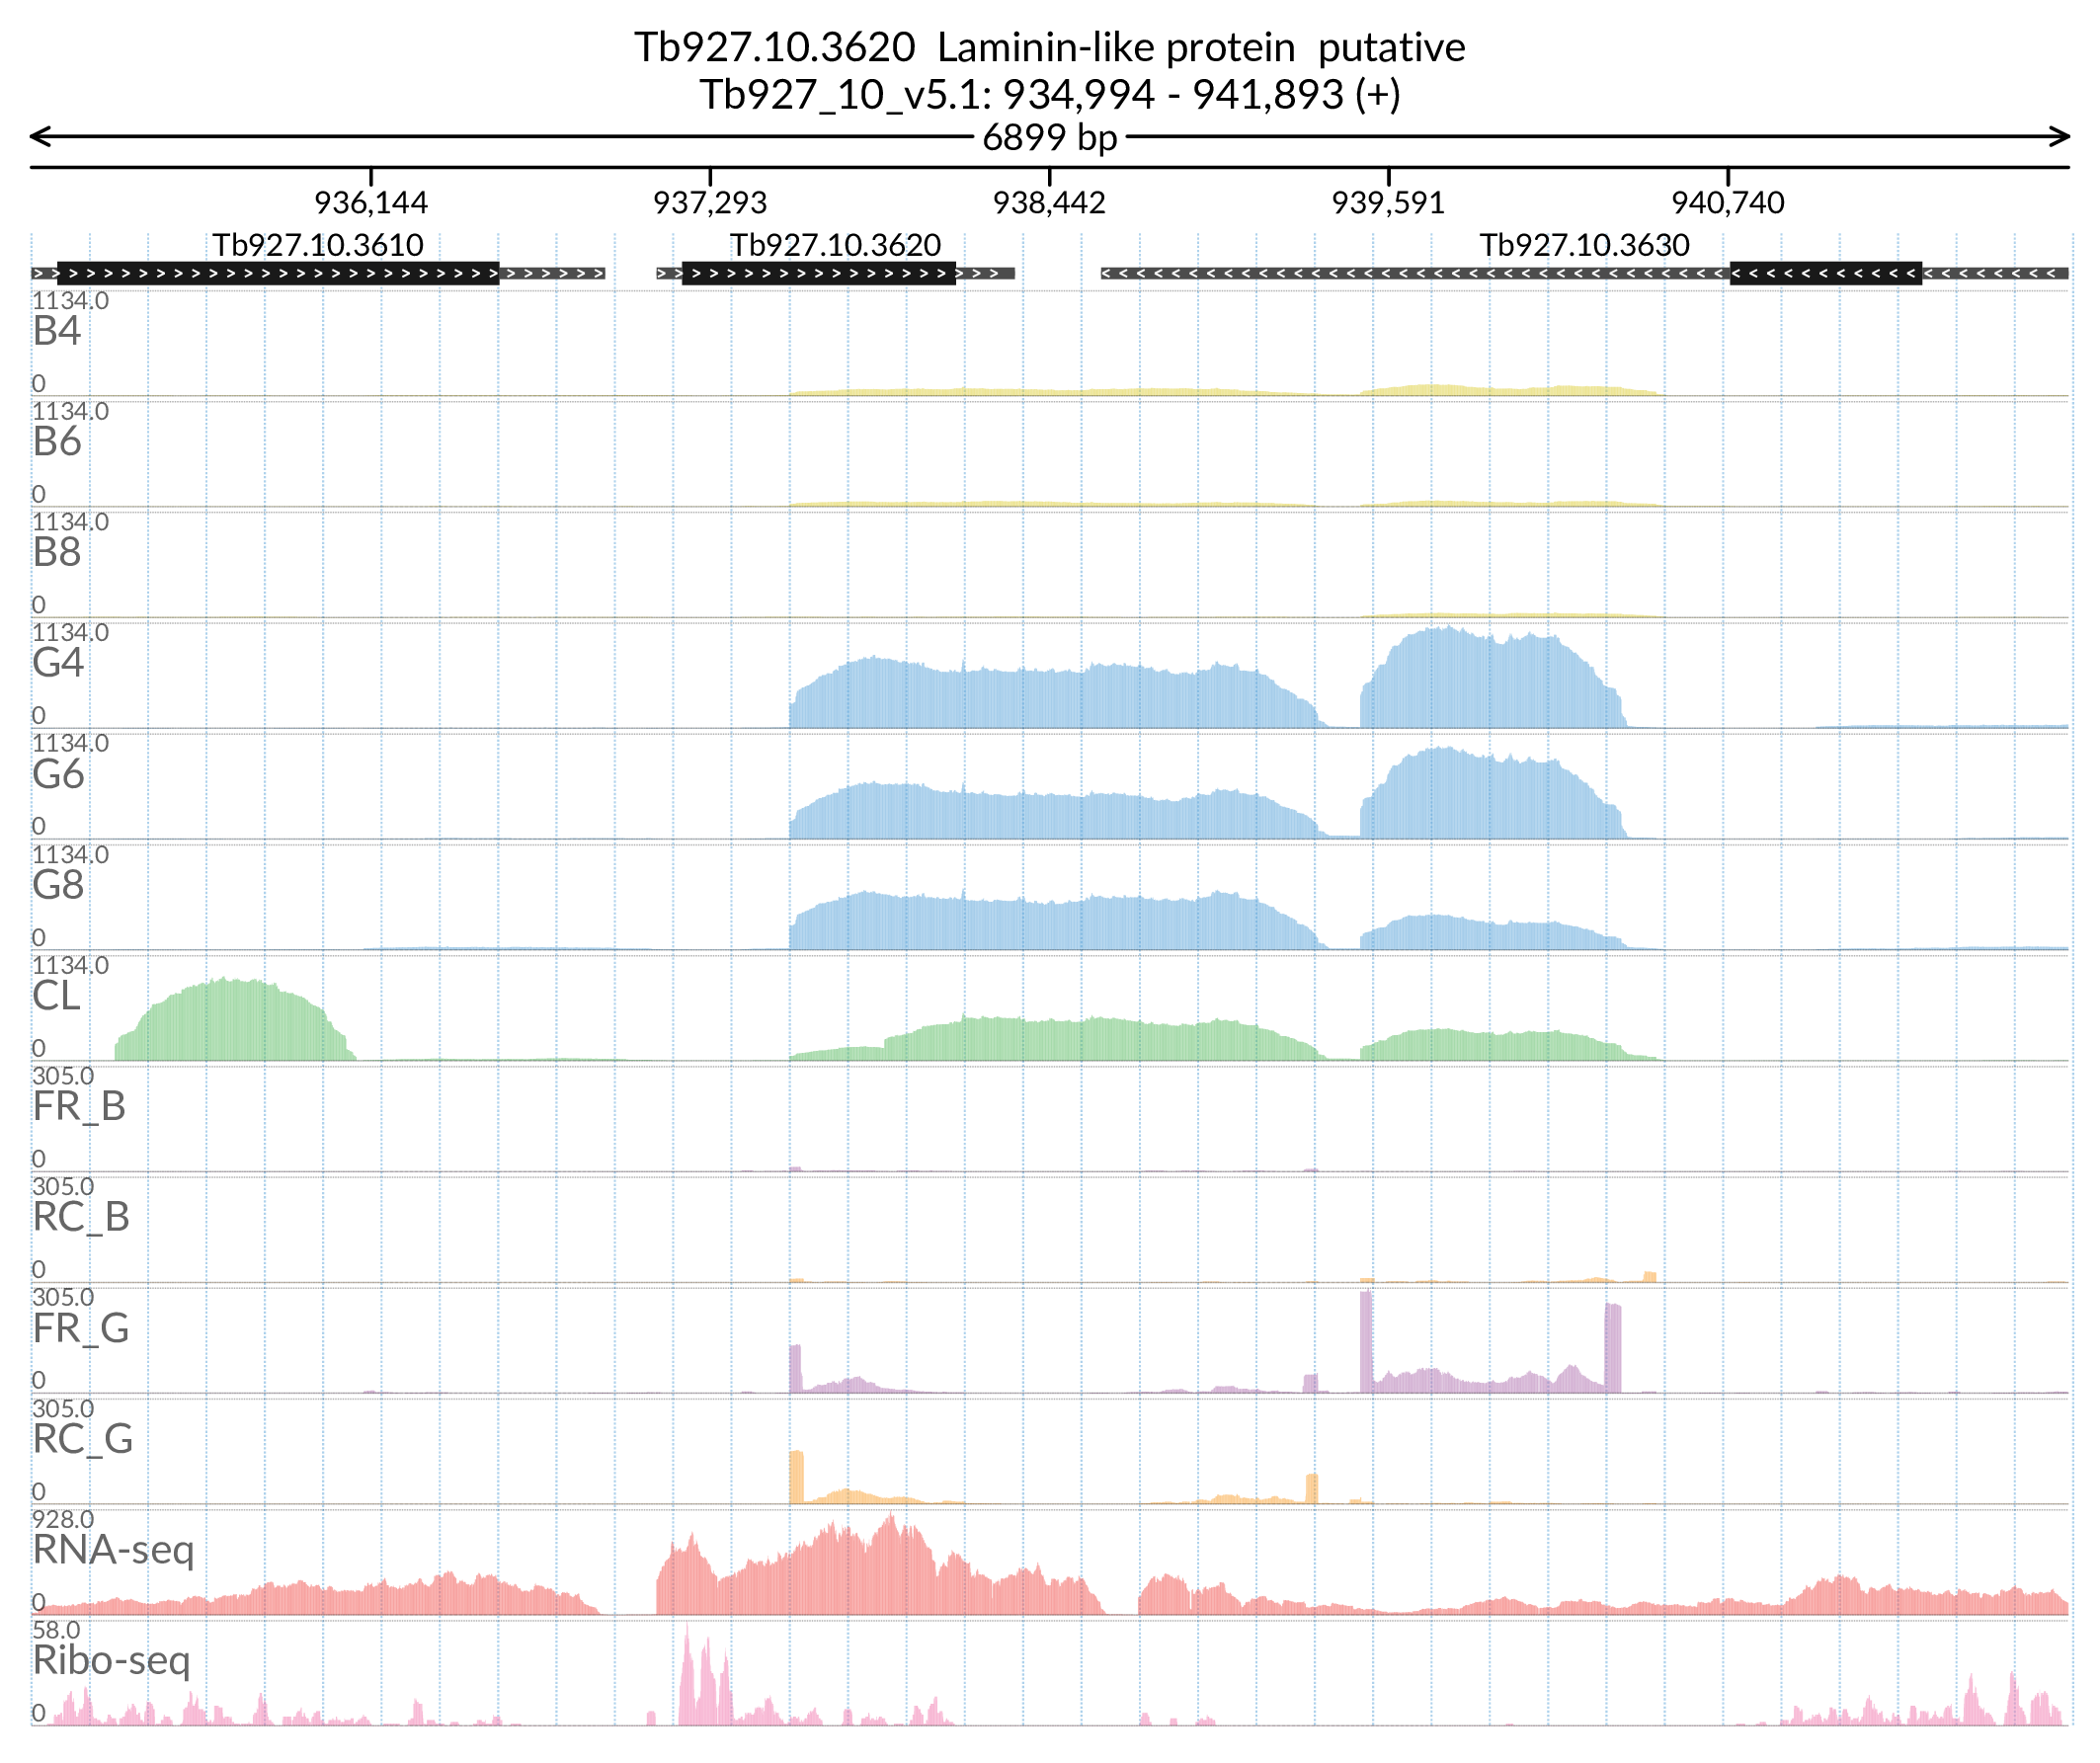 Tb927.10.3620 Laminin-like protein putative
Tb927_10_v5.1: 934,994 - 941,893 (+)
6899 bp
936,144 937,293 938,442 939,591 940,740
Tb927.10.3610 Tb927.10.3620 Tb927.10.3630
1134.0
B4
0
1134.0
B6
0
1134.0
B8
0
1134.0
G4
0
1134.0
G6
0
1134.0
G8
0
1134.0
CL
0
305.0
FR_B
0
305.0
RC_B
0
305.0
FR_G
0
305.0
RC_G
0
928.0
RNA-seq
0
58.0
Ribo-seq
0